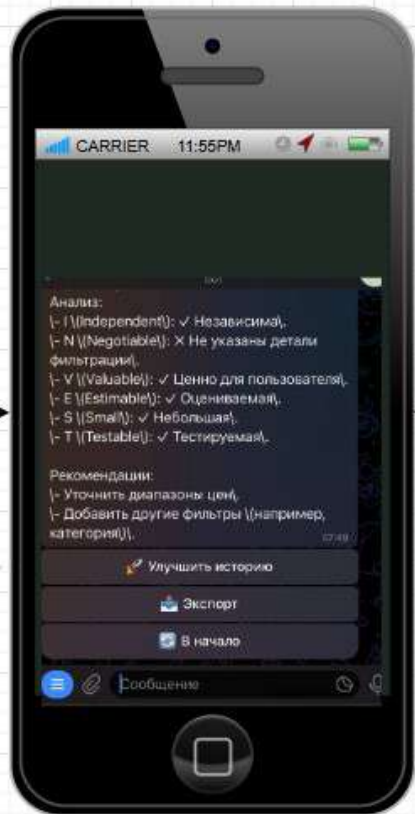 CARRIER 11:55PM
Анализ:
\- I \(Independent\): ✓ Независима\.
\- N \(Negotiable\): ✕ Не указаны детали
фильтрации\.
\- V \(Valuable\): ✓ Ценно для пользователя\.
\- E \(Estimable\): ✓ Оцениваемая\.
\- S \(Small\): ✓ Небольшая\.
\- T \(Testable\): ✓ Тестируемая\.
Рекомендации:
\- Уточнить диапазоны цен\.
\- Добавить другие фильтры \(например,
категория\)\.
Улучшить историю
Экспорт
В начало
Сообщение